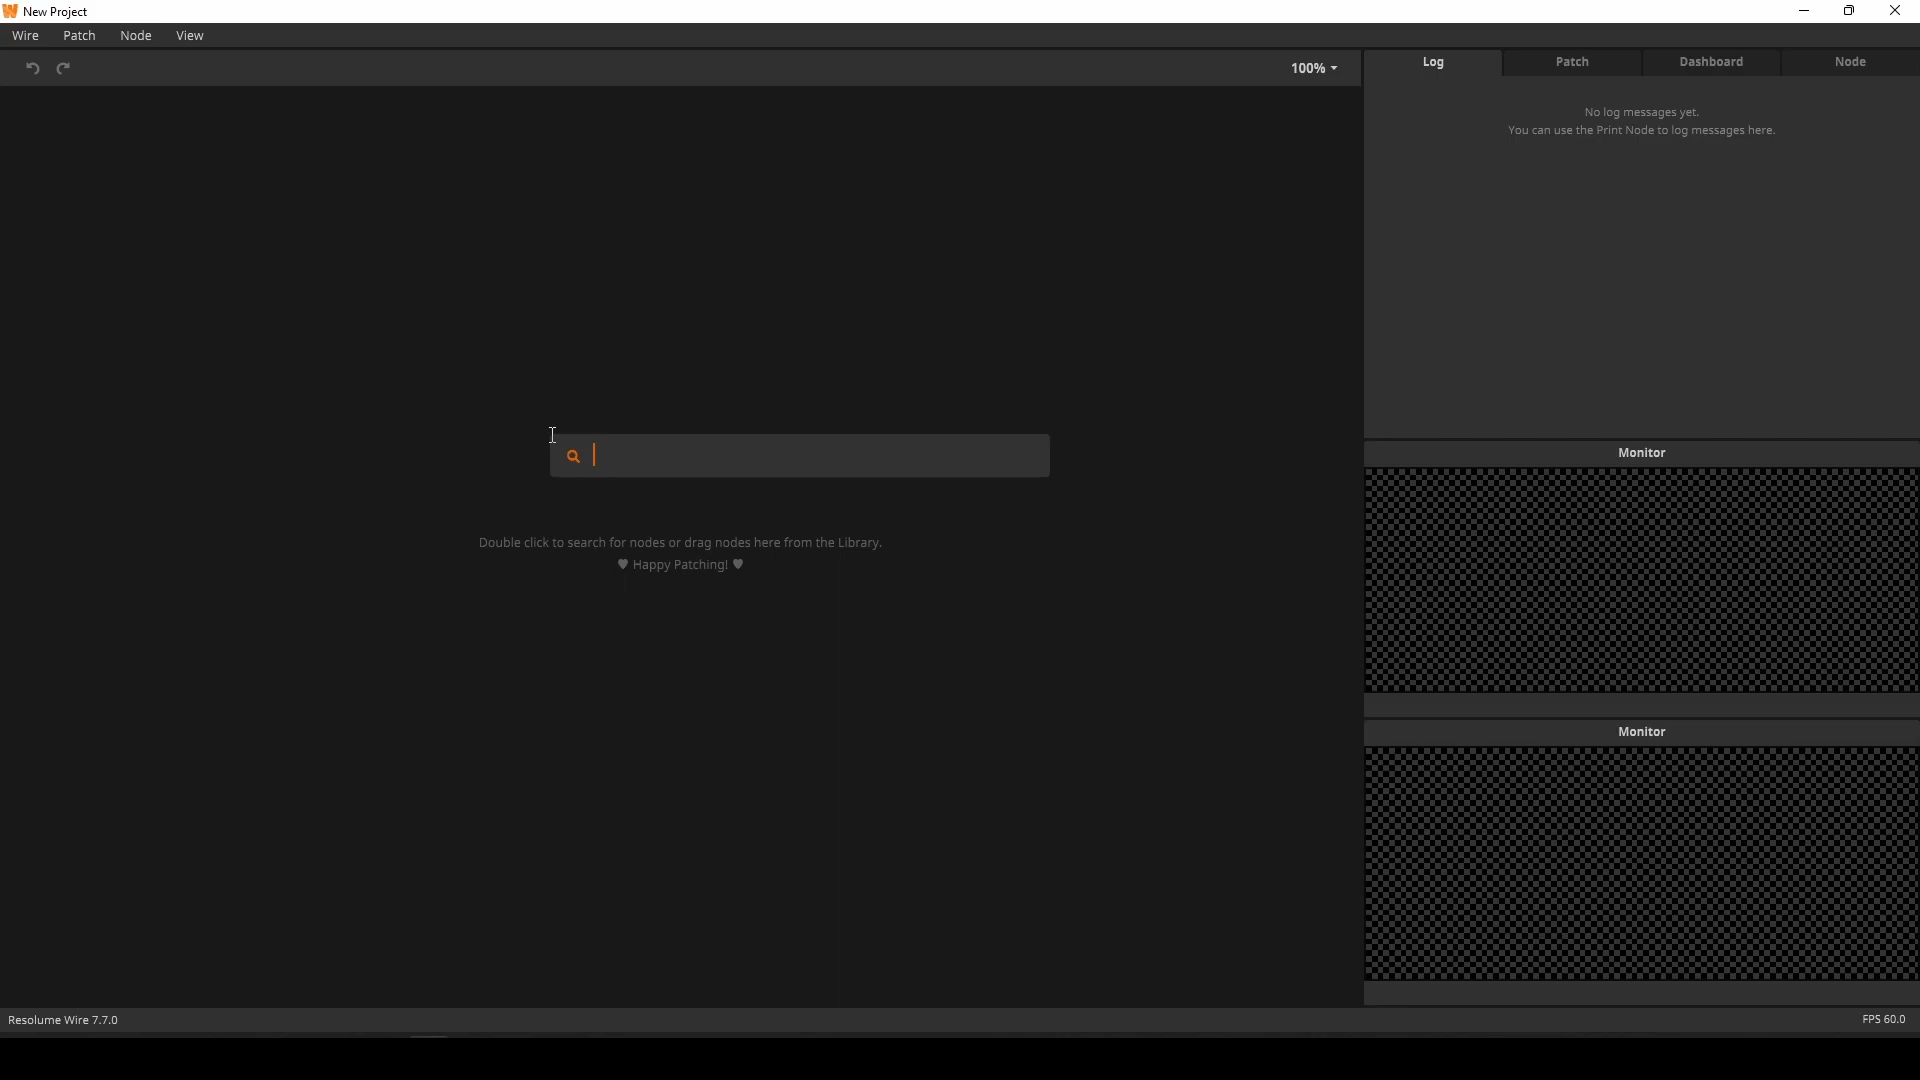 New Project
Wire Patch Node View
100%
Log Patch Dashboard Node
No log messages yet.
You can use the Print Node to log messages here.
Monitor
Double click to search for nodes or drag nodes here from the Library.
♥ Happy Patching! ♥
Monitor
Resolume Wire 7.7.0
FPS 60.0